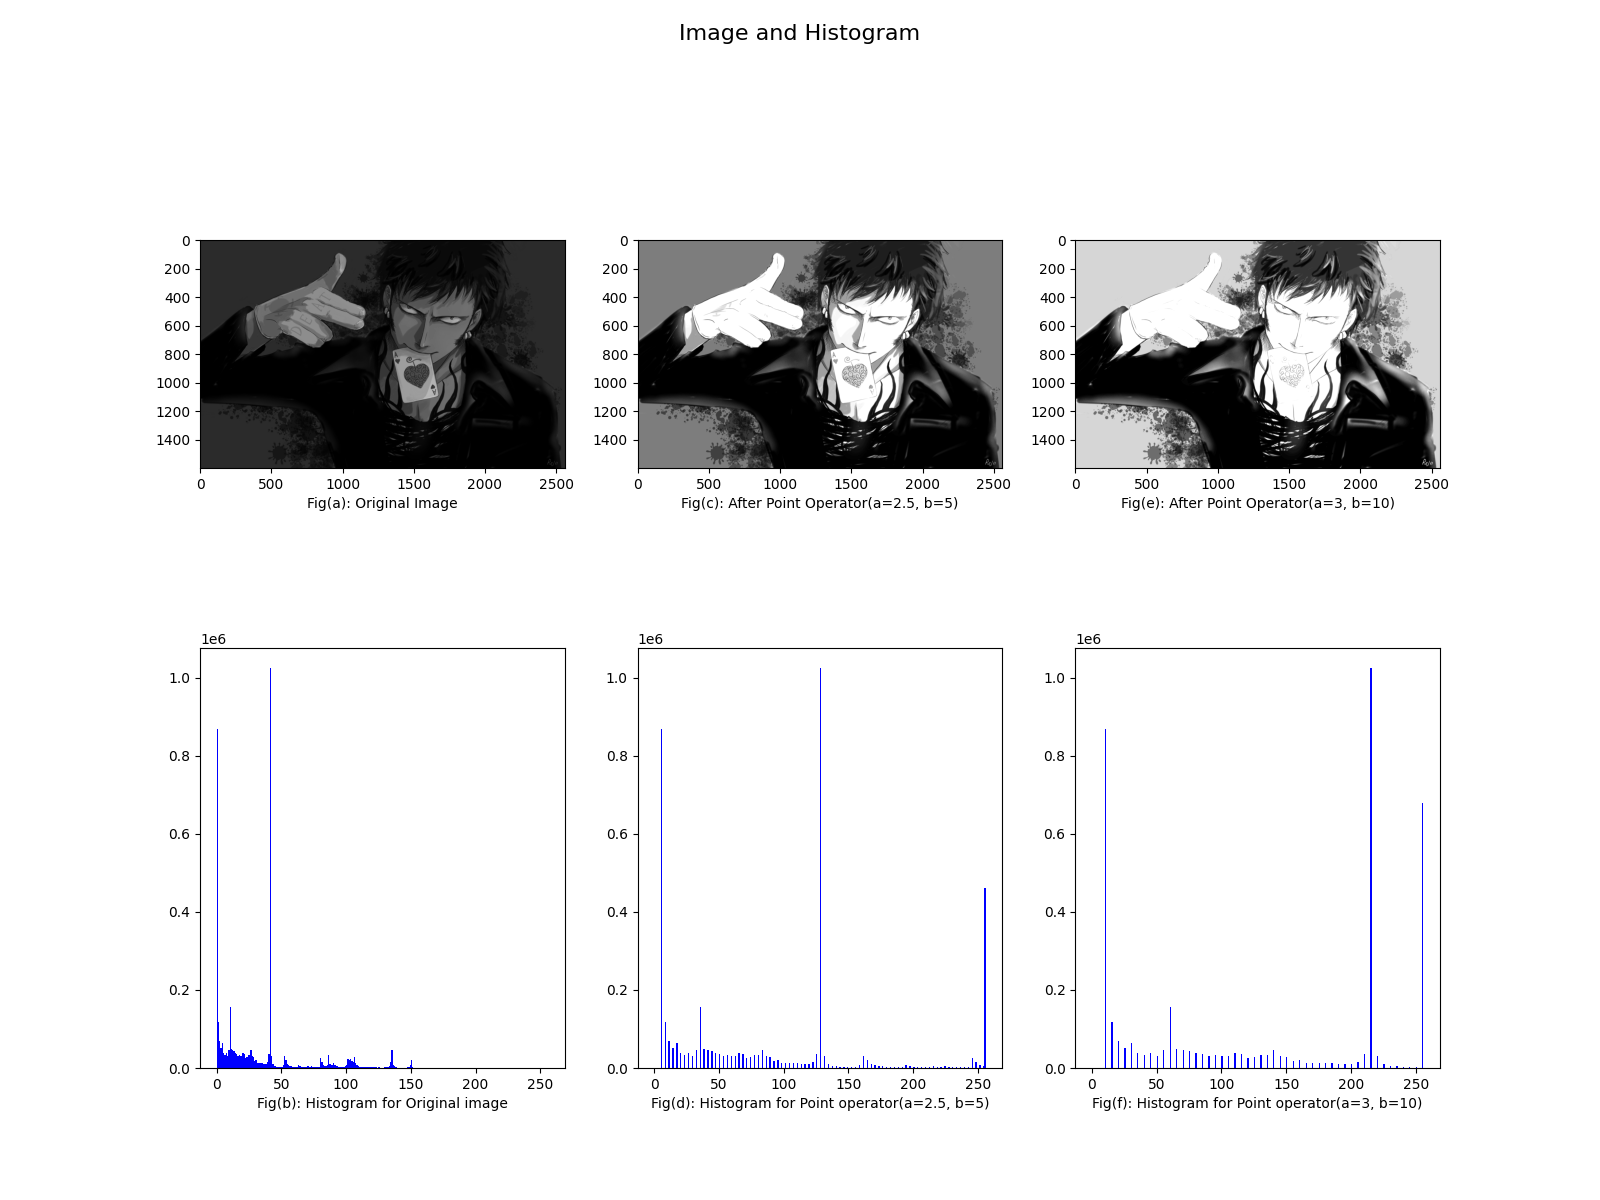 Image and Histogram
0
200
400
600
800
1000
1200
1400
0 500 1000 1500 2000 2500
Fig(a): Original Image
0
200
400
600
800
1000
1200
1400
0 500 1000 1500 2000 2500
Fig(c): After Point Operator(a=2.5, b=5)
0
200
400
600
800
1000
1200
1400
0 500 1000 1500 2000 2500
Fig(e): After Point Operator(a=3, b=10)
1e6
1.0
0.8
0.6
0.4
0.2
0.0
0 50 100 150 200 250
Fig(b): Histogram for Original image
1e6
1.0
0.8
0.6
0.4
0.2
0.0
0 50 100 150 200 250
Fig(d): Histogram for Point operator(a=2.5, b=5)
1e6
1.0
0.8
0.6
0.4
0.2
0.0
0 50 100 150 200 250
Fig(f): Histogram for Point operator(a=3, b=10)